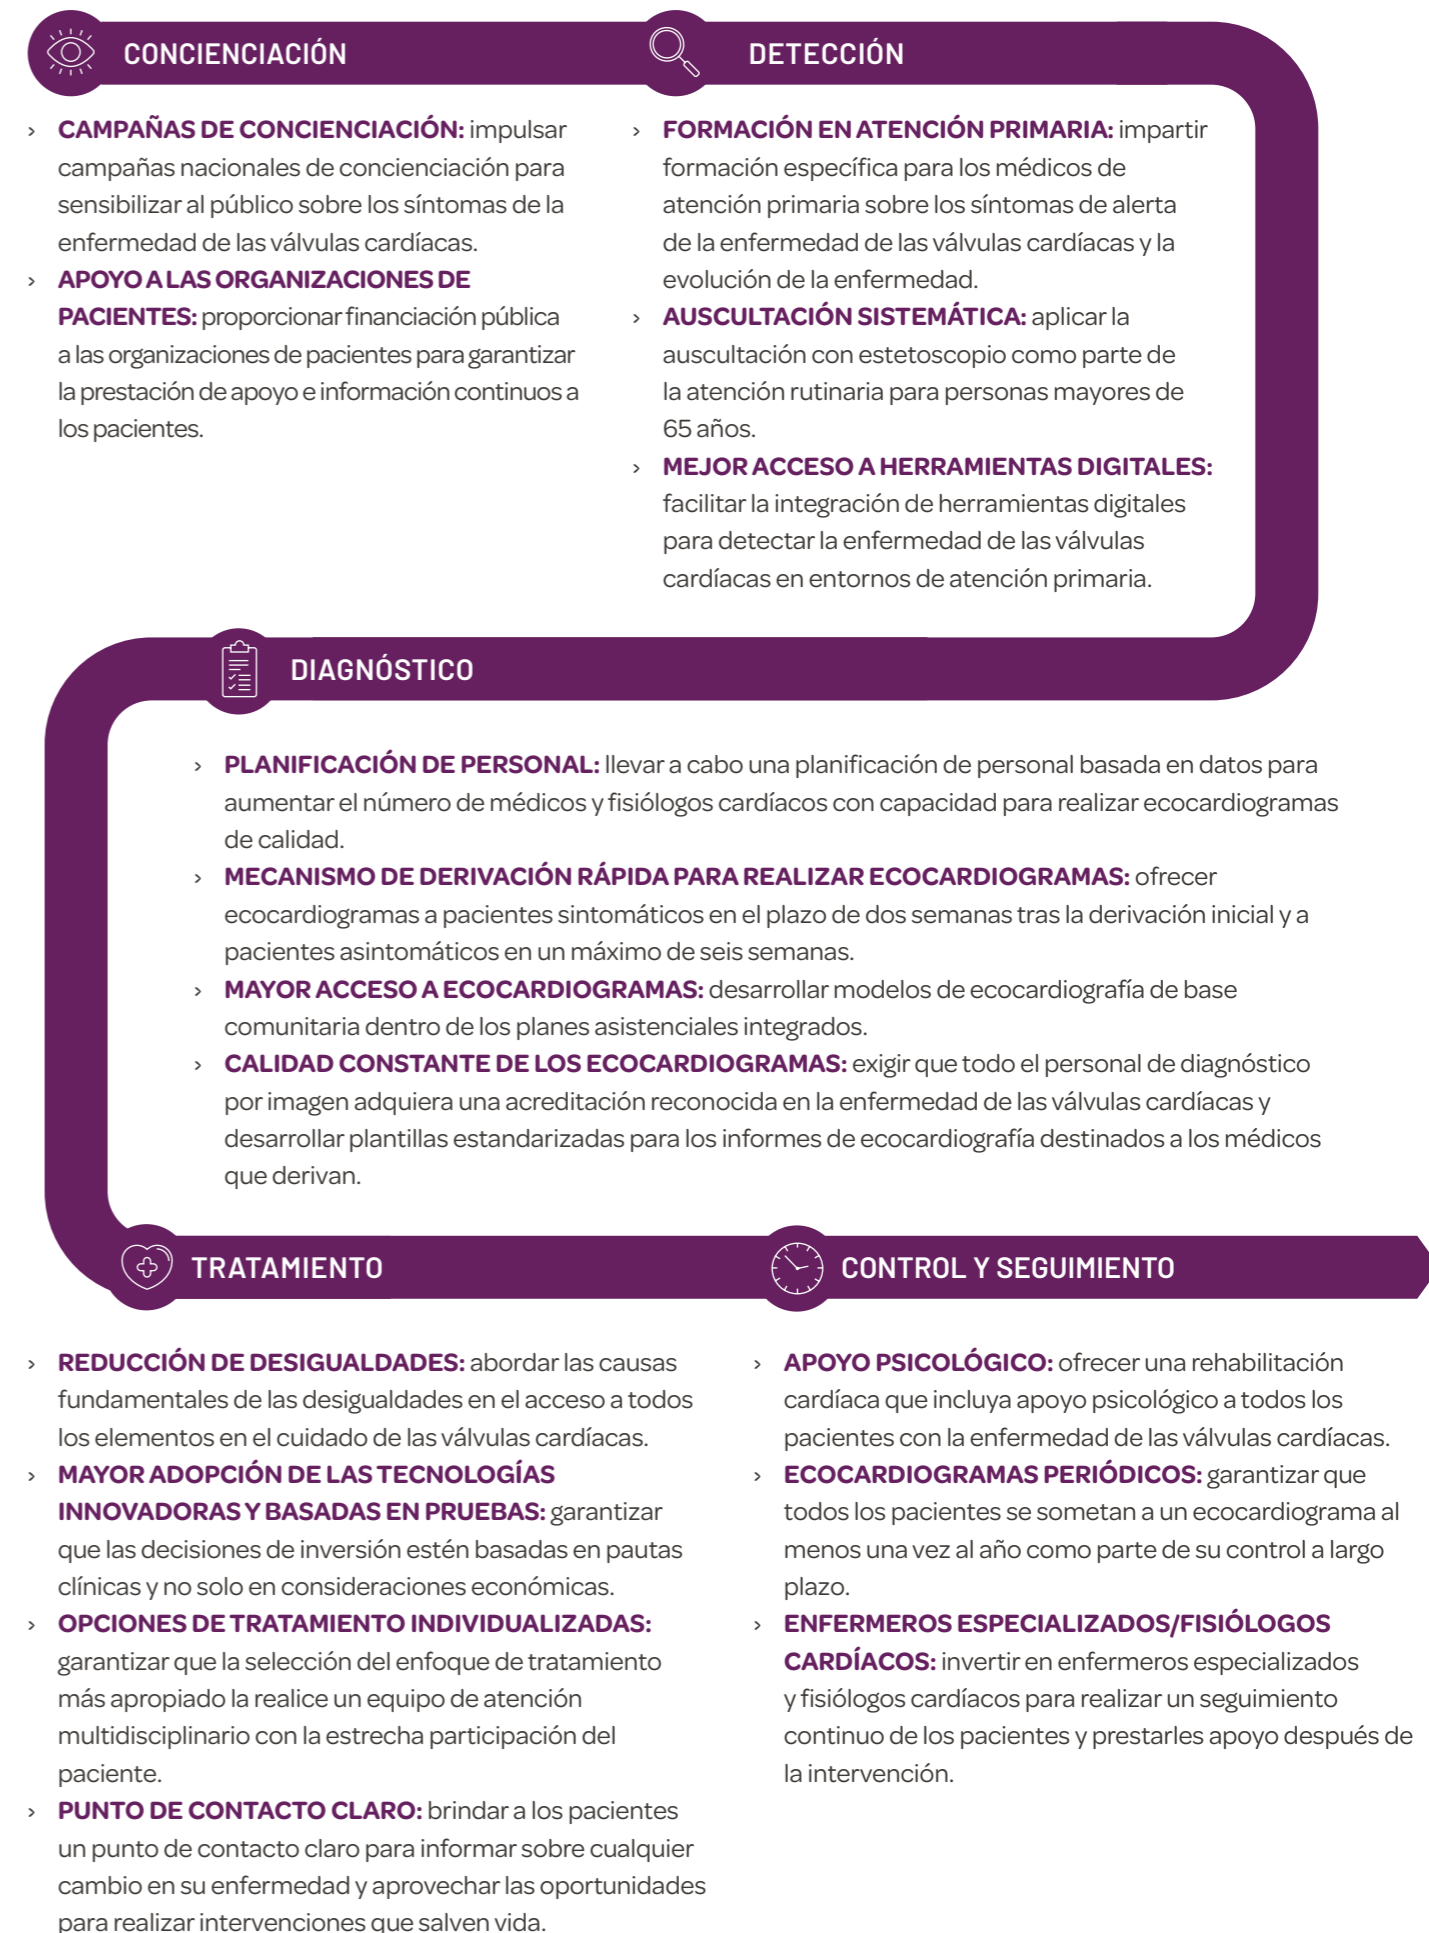 CONCIENCIACIÓN
› CAMPAÑAS DE CONCIENCIACIÓN: impulsar
campañas nacionales de concienciación para
sensibilizar al público sobre los síntomas de la
enfermedad de las válvulas cardíacas.
› APOYO A LAS ORGANIZACIONES DE
PACIENTES: proporcionar financiación pública
a las organizaciones de pacientes para garantizar
la prestación de apoyo e información continuos a
los pacientes.
DETECCIÓN
› FORMACIÓN EN ATENCIÓN PRIMARIA: impartir
formación específica para los médicos de
atención primaria sobre los síntomas de alerta
de la enfermedad de las válvulas cardíacas y la
evolución de la enfermedad.
› AUSCULTACIÓN SISTEMÁTICA: aplicar la
auscultación con estetoscopio como parte de
la atención rutinaria para personas mayores de
65 años.
› MEJOR ACCESO A HERRAMIENTAS DIGITALES:
facilitar la integración de herramientas digitales
para detectar la enfermedad de las válvulas
cardíacas en entornos de atención primaria.
DIAGNÓSTICO
› PLANIFICACIÓN DE PERSONAL: llevar a cabo una planificación de personal basada en datos para
aumentar el número de médicos y fisiólogos cardíacos con capacidad para realizar ecocardiogramas
de calidad.
› MECANISMO DE DERIVACIÓN RÁPIDA PARA REALIZAR ECOCARDIOGRAMAS: ofrecer
ecocardiogramas a pacientes sintomáticos en el plazo de dos semanas tras la derivación inicial y a
pacientes asintomáticos en un máximo de seis semanas.
› MAYOR ACCESO A ECOCARDIOGRAMAS: desarrollar modelos de ecocardiografía de base
comunitaria dentro de los planes asistenciales integrados.
› CALIDAD CONSTANTE DE LOS ECOCARDIOGRAMAS: exigir que todo el personal de diagnóstico
por imagen adquiera una acreditación reconocida en la enfermedad de las válvulas cardíacas y
desarrollar plantillas estandarizadas para los informes de ecocardiografía destinados a los médicos
que derivan.
TRATAMIENTO
› REDUCCIÓN DE DESIGUALDADES: abordar las causas
fundamentales de las desigualdades en el acceso a todos
los elementos en el cuidado de las válvulas cardíacas.
› MAYOR ADOPCIÓN DE LAS TECNOLOGÍAS
INNOVADORAS Y BASADAS EN PRUEBAS: garantizar
que las decisiones de inversión estén basadas en pautas
clínicas y no solo en consideraciones económicas.
› OPCIONES DE TRATAMIENTO INDIVIDUALIZADAS:
garantizar que la selección del enfoque de tratamiento
más apropiado la realice un equipo de atención
multidisciplinario con la estrecha participación del
paciente.
› PUNTO DE CONTACTO CLARO: brindar a los pacientes
un punto de contacto claro para informar sobre cualquier
cambio en su enfermedad y aprovechar las oportunidades
para realizar intervenciones que salven vida.
CONTROL Y SEGUIMIENTO
› APOYO PSICOLÓGICO: ofrecer una rehabilitación
cardíaca que incluya apoyo psicológico a todos los
pacientes con la enfermedad de las válvulas cardíacas.
› ECOCARDIOGRAMAS PERIÓDICOS: garantizar que
todos los pacientes se sometan a un ecocardiograma al
menos una vez al año como parte de su control a largo
plazo.
› ENFERMEROS ESPECIALIZADOS/FISIÓLOGOS
CARDÍACOS: invertir en enfermeros especializados
y fisiólogos cardíacos para realizar un seguimiento
continuo de los pacientes y prestarles apoyo después de
la intervención.